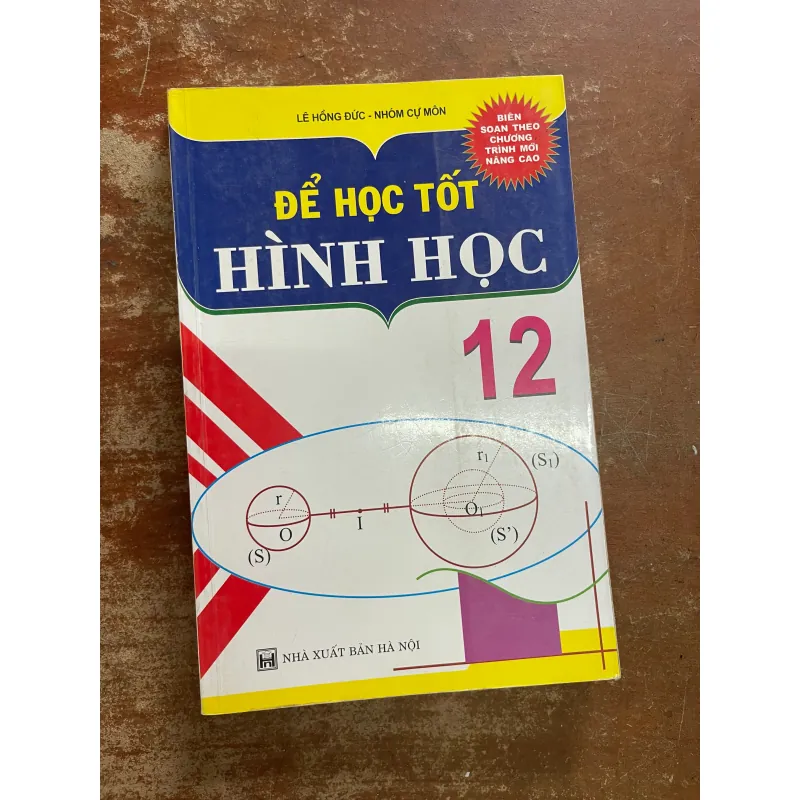 LÊ HỒNG ĐỨC - NHÓM CỰ MÔN
BIÊN
SOẠN THEO
CHƯƠNG
TRÌNH MỚI
NÂNG CAO
ĐỂ HỌC TỐT
HÌNH HỌC
12
r₁
(S₁)
r
O₁
I
O
(S')
(S)
NHÀ XUẤT BẢN HÀ NỘI